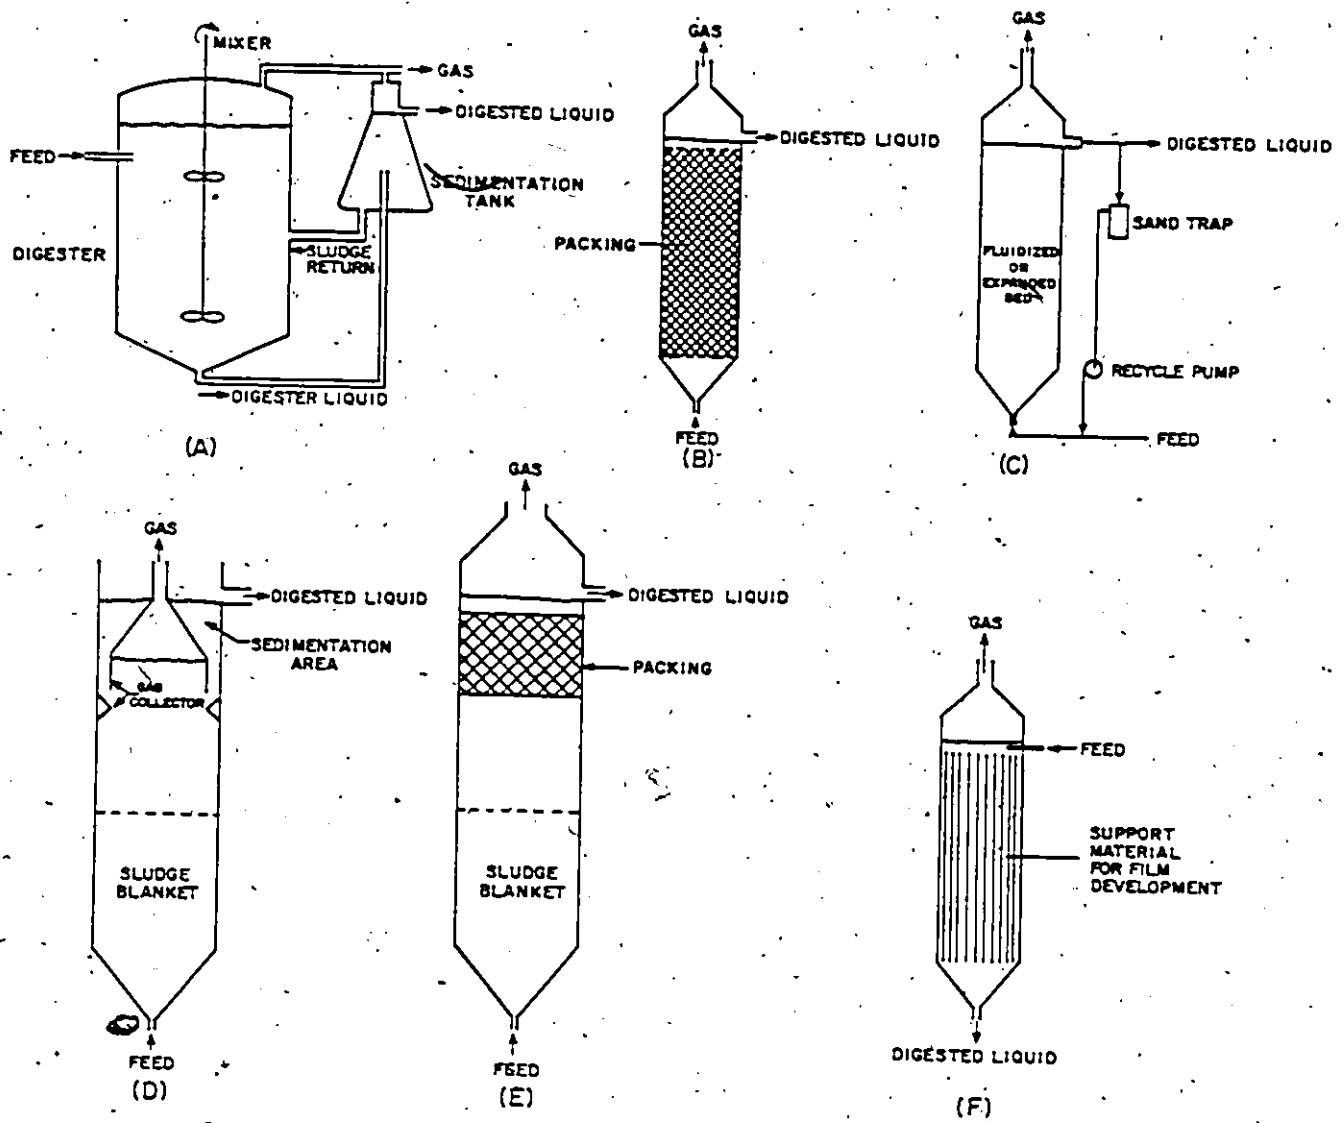 MIXER
GAS
DIGESTED LIQUID
FEED
SEDIMENTATION
TANK
DIGESTER
SLUDGE
RETURN
DIGESTER LIQUID
(A)
GAS
DIGESTED LIQUID
PACKING
FEED
(B)
GAS
DIGESTED LIQUID
SAND TRAP
FLUIDIZED
OR
EXPANDED
BED
RECYCLE PUMP
FEED
(C)
GAS
DIGESTED LIQUID
SEDIMENTATION
AREA
GAS
COLLECTOR
SLUDGE
BLANKET
FEED
(D)
GAS
DIGESTED LIQUID
PACKING
SLUDGE
BLANKET
FEED
(E)
GAS
FEED
SUPPORT
MATERIAL
FOR FILM
DEVELOPMENT
DIGESTED LIQUID
(F)